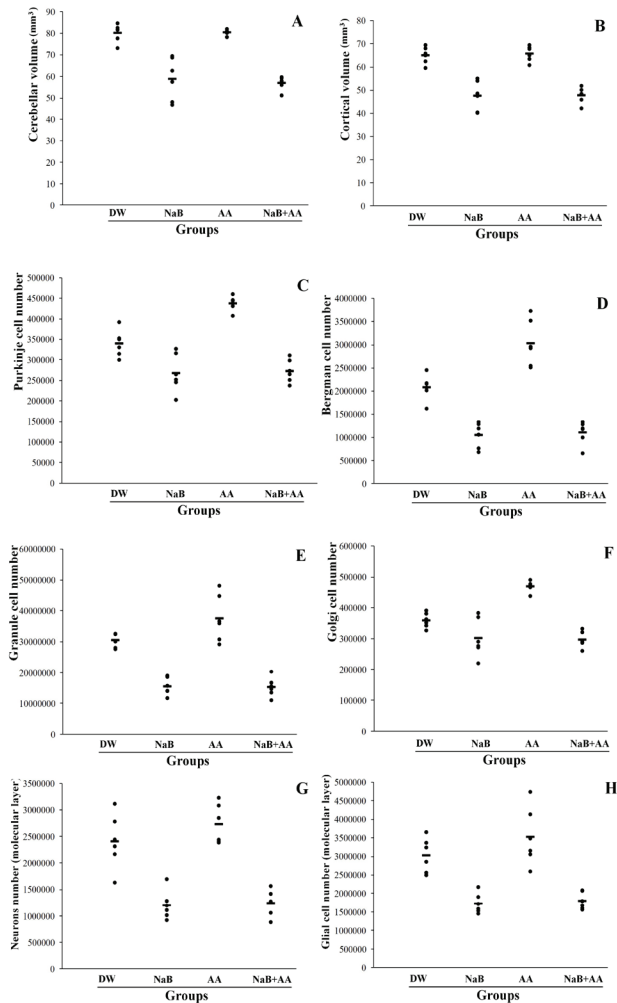 A
Cerebellar volume (mm³)
90
80
70
60
50
40
30
20
10
0
DW NaB AA NaB+AA
Groups
B
Cortical volume (mm³)
80
70
60
50
40
30
20
10
0
DW NaB AA NaB+AA
Groups
C
Purkinje cell number
500000
450000
400000
350000
300000
250000
200000
150000
100000
50000
0
DW NaB AA NaB+AA
Groups
D
Bergman cell number
4000000
3500000
3000000
2500000
2000000
1500000
1000000
500000
0
DW NaB AA NaB+AA
Groups
E
Granule cell number
60000000
50000000
40000000
30000000
20000000
10000000
0
DW NaB AA NaB+AA
Groups
F
Golgi cell number
600000
500000
400000
300000
200000
100000
0
DW NaB AA NaB+AA
Groups
G
Neurons number (molecular layer)
3500000
3000000
2500000
2000000
1500000
1000000
500000
0
DW NaB AA NaB+AA
Groups
H
Glial cell number (molecular layer)
5000000
4500000
4000000
3500000
3000000
2500000
2000000
1500000
1000000
500000
0
DW NaB AA NaB+AA
Groups